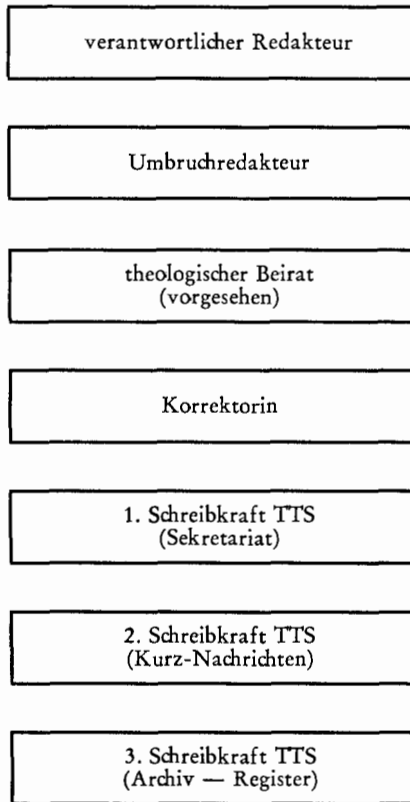 verantwortlicher Redakteur
Umbruchredakteur
theologischer Beirat
(vorgesehen)
Korrektorin
1. Schreibkraft TTS
(Sekretariat)
2. Schreibkraft TTS
(Kurz-Nachrichten)
3. Schreibkraft TTS
(Archiv — Register)